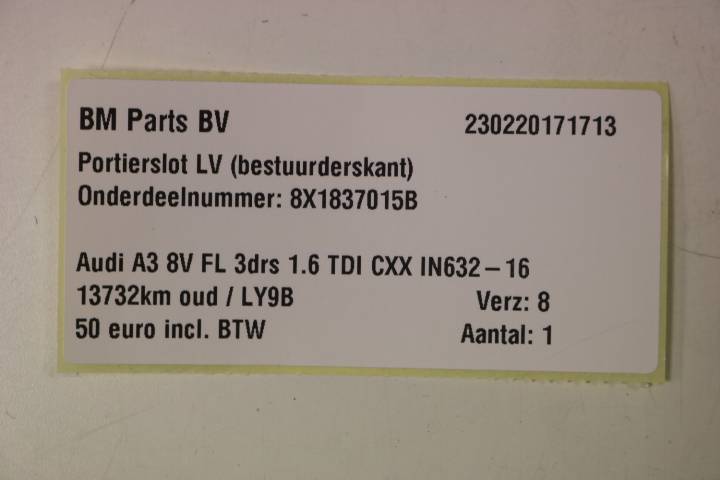 BM Parts BV 230220171713
Portierslot LV (bestuurderskant)
Onderdeelnummer: 8X1837015B
Audi A3 8V FL 3drs 1.6 TDI CXX IN632-16
13732km oud / LY9B Verz: 8
50 euro incl. BTW Aantal: 1